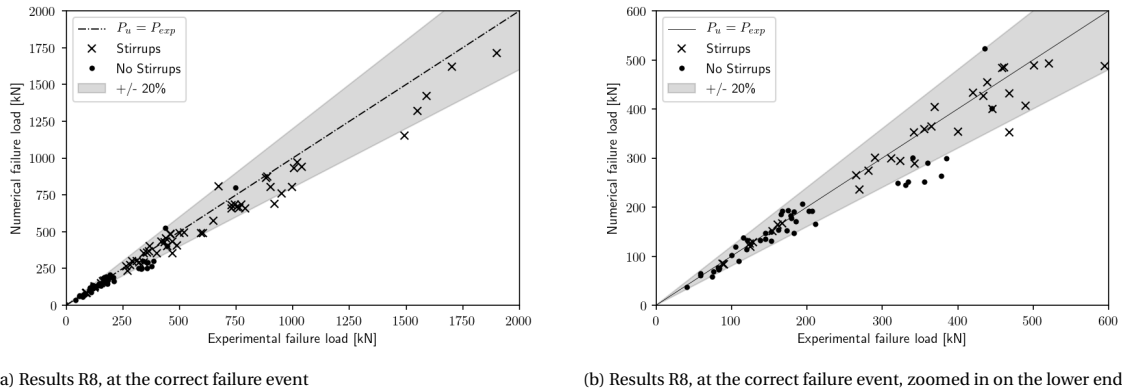 2000
1750
1500
1250
1000
750
500
250
0
Numerical failure load [kN]
P_u = P_exp
Stirrups
No Stirrups
+/- 20%
0 250 500 750 1000 1250 1500 1750 2000
Experimental failure load [kN]
a) Results R8, at the correct failure event
600
500
400
300
200
100
0
Numerical failure load [kN]
P_u = P_exp
Stirrups
No Stirrups
+/- 20%
0 100 200 300 400 500 600
Experimental failure load [kN]
(b) Results R8, at the correct failure event, zoomed in on the lower end